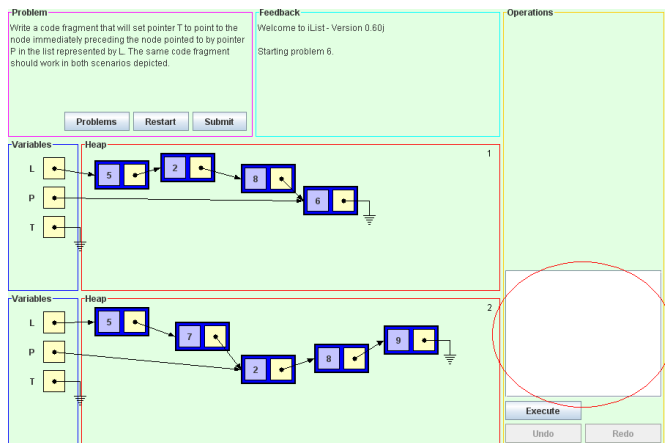 Problem
Write a code fragment that will set pointer T to point to the
node immediately preceding the node pointed to by pointer
P in the list represented by L. The same code fragment
should work in both scenarios depicted.
Problems
Restart
Submit
Feedback
Welcome to iList - Version 0.60j
Starting problem 6.
Operations
Variables
L
P
T
Heap
1
5
2
8
6
Variables
L
P
T
Heap
2
5
7
2
8
9
Execute
Undo
Redo